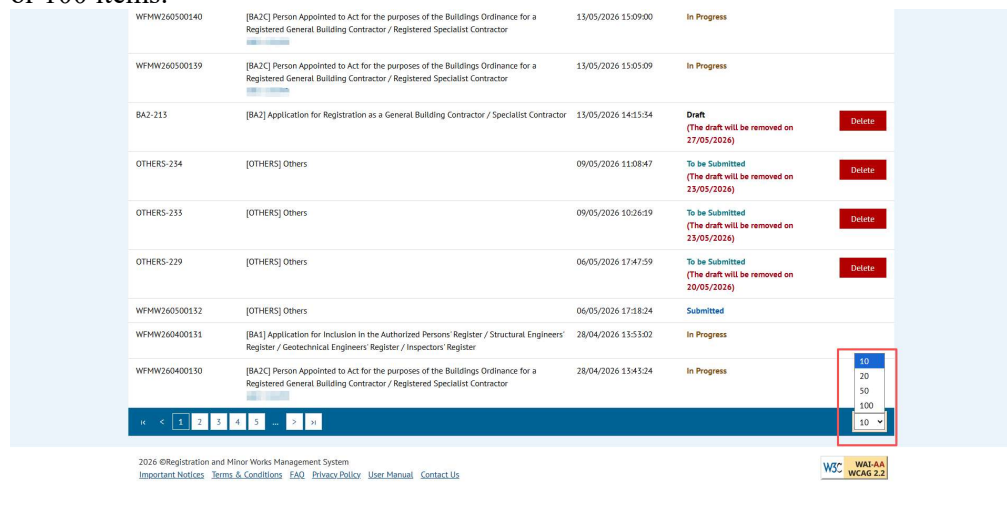 or 100 items.
WFMW260500140 [BA2C] Person Appointed to Act for the purposes of the Buildings Ordinance for a 13/05/2026 15:09:00 In Progress
Registered General Building Contractor / Registered Specialist Contractor
WFMW260500139 [BA2C] Person Appointed to Act for the purposes of the Buildings Ordinance for a 13/05/2026 15:05:09 In Progress
Registered General Building Contractor / Registered Specialist Contractor
BA2-213 [BA2] Application for Registration as a General Building Contractor / Specialist Contractor 13/05/2026 14:15:34 Draft Delete
(The draft will be removed on
27/05/2026)
OTHERS-234 [OTHERS] Others 09/05/2026 11:08:47 To be Submitted Delete
(The draft will be removed on
23/05/2026)
OTHERS-233 [OTHERS] Others 09/05/2026 10:26:19 To be Submitted Delete
(The draft will be removed on
23/05/2026)
OTHERS-229 [OTHERS] Others 06/05/2026 17:47:59 To be Submitted Delete
(The draft will be removed on
20/05/2026)
WFMW260500132 [OTHERS] Others 06/05/2026 17:18:24 Submitted
WFMW260400131 [BA1] Application for Inclusion in the Authorized Persons' Register / Structural Engineers' 28/04/2026 13:53:02 In Progress
Register / Geotechnical Engineers' Register / Inspectors' Register
WFMW260400130 [BA2C] Person Appointed to Act for the purposes of the Buildings Ordinance for a 28/04/2026 13:43:24 In Progress
Registered General Building Contractor / Registered Specialist Contractor
10
20
50
100
< 1 2 3 4 5 ... > 10
2026 ©Registration and Minor Works Management System
Important Notices Terms & Conditions FAQ Privacy Policy User Manual Contact Us
W3C WAI-AA
WCAG 2.2